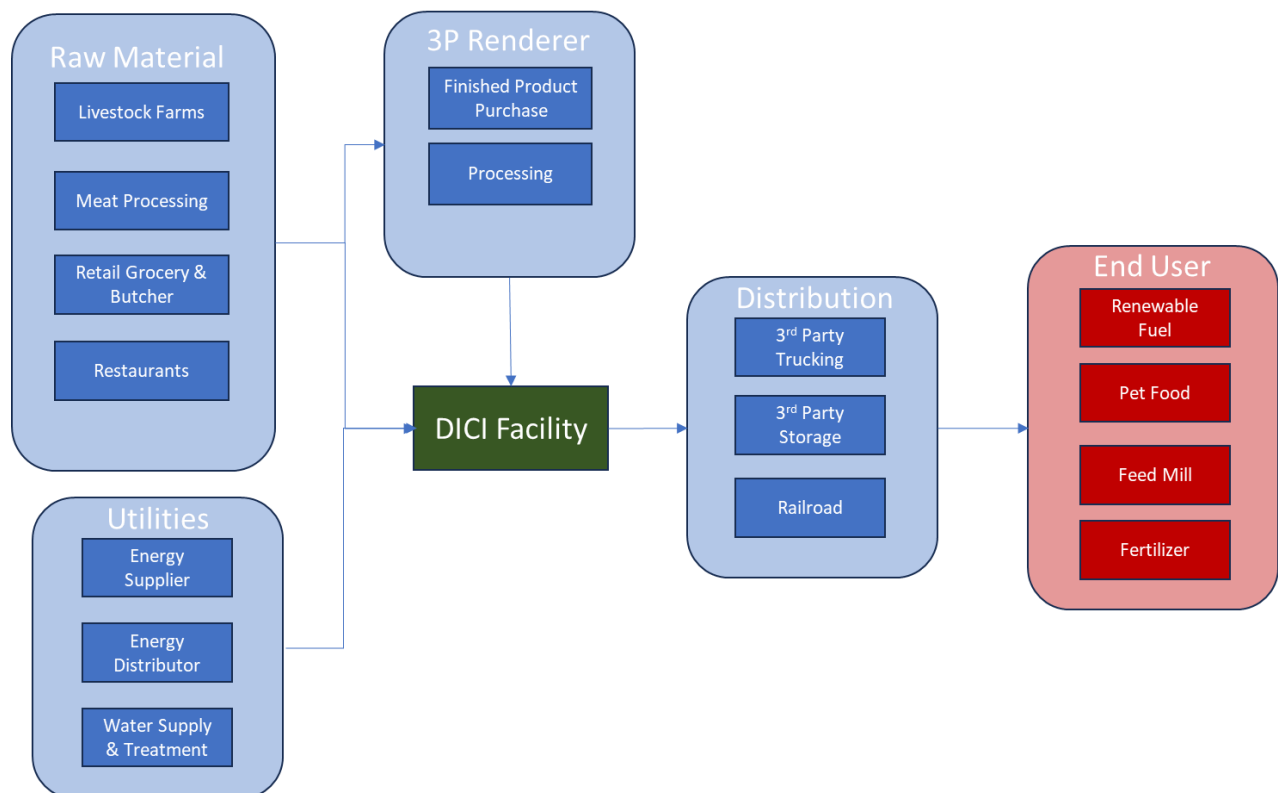 Raw Material
Livestock Farms
Meat Processing
Retail Grocery &
Butcher
Restaurants
Utilities
Energy
Supplier
Energy
Distributor
Water Supply
& Treatment
3P Renderer
Finished Product
Purchase
Processing
DICI Facility
Distribution
3rd Party
Trucking
3rd Party
Storage
Railroad
End User
Renewable
Fuel
Pet Food
Feed Mill
Fertilizer